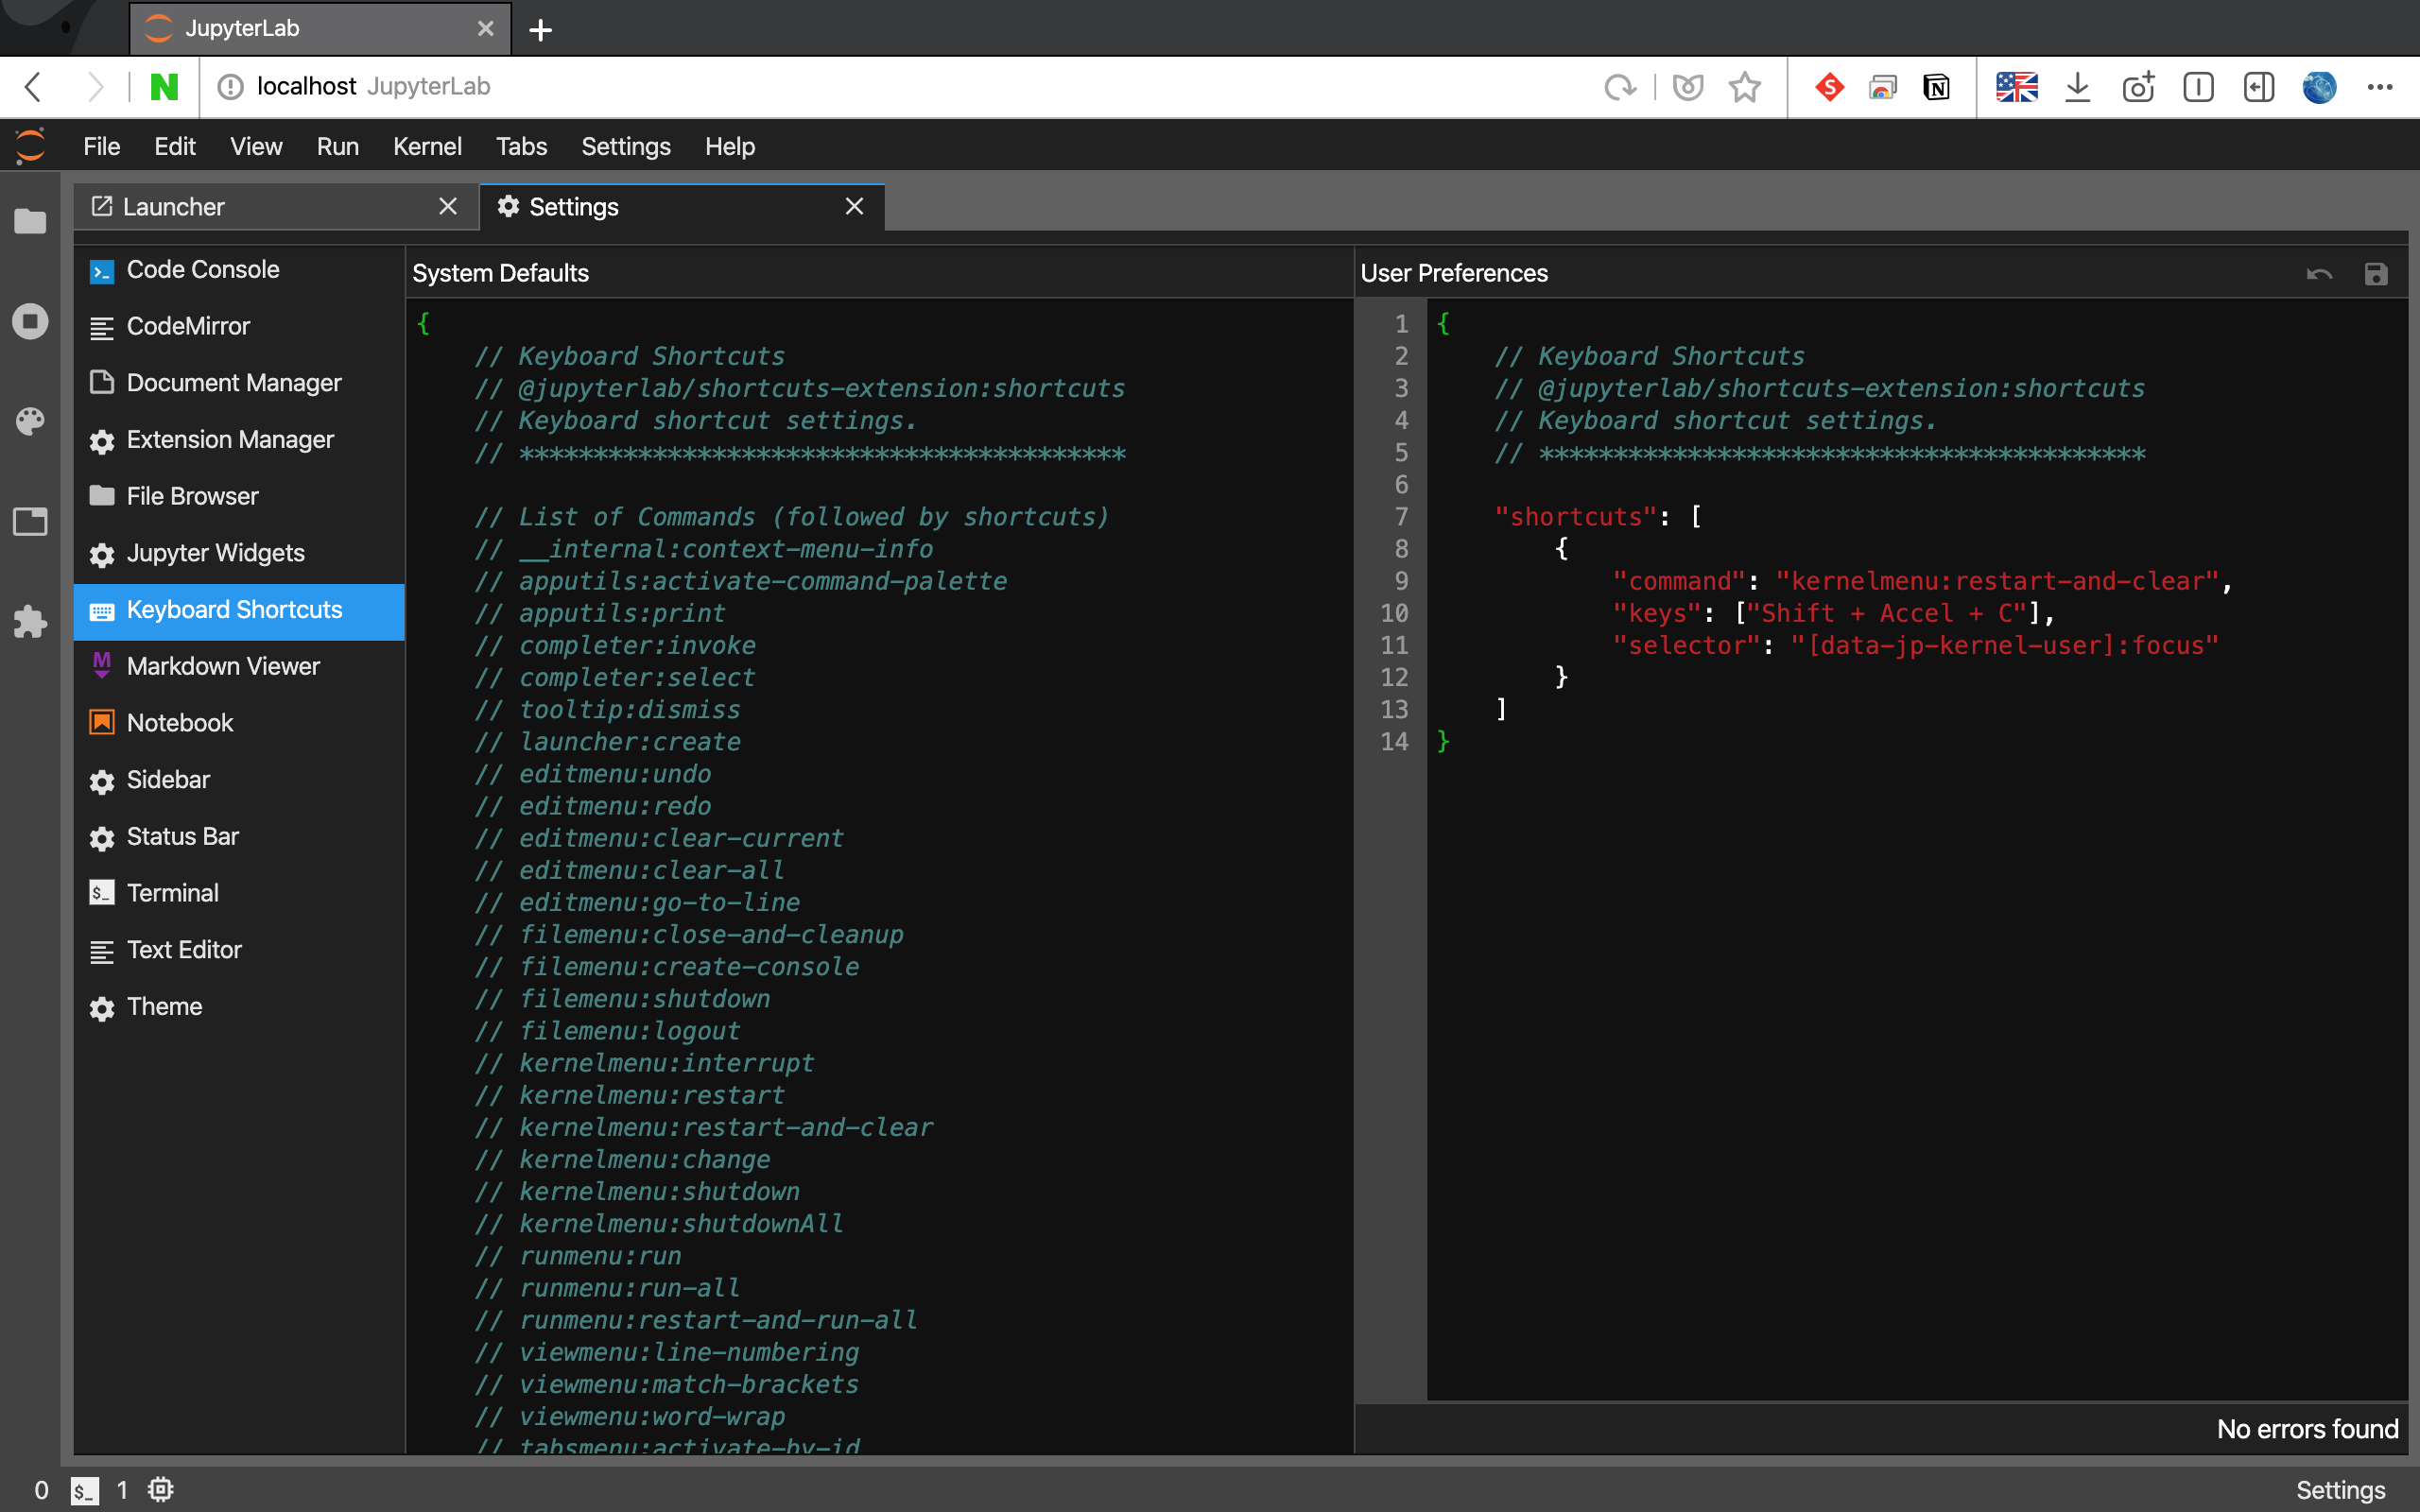 JupyterLab
localhost JupyterLab
File Edit View Run Kernel Tabs Settings Help
Launcher
Settings
Code Console
CodeMirror
Document Manager
Extension Manager
File Browser
Jupyter Widgets
Keyboard Shortcuts
Markdown Viewer
Notebook
Sidebar
Status Bar
Terminal
Text Editor
Theme
System Defaults
{
// Keyboard Shortcuts
// @jupyterlab/shortcuts-extension:shortcuts
// Keyboard shortcut settings.
// *****************************************
// List of Commands (followed by shortcuts)
// __internal:context-menu-info
// apputils:activate-command-palette
// apputils:print
// completer:invoke
// completer:select
// tooltip:dismiss
// launcher:create
// editmenu:undo
// editmenu:redo
// editmenu:clear-current
// editmenu:clear-all
// editmenu:go-to-line
// filemenu:close-and-cleanup
// filemenu:create-console
// filemenu:shutdown
// filemenu:logout
// kernelmenu:interrupt
// kernelmenu:restart
// kernelmenu:restart-and-clear
// kernelmenu:change
// kernelmenu:shutdown
// kernelmenu:shutdownAll
// runmenu:run
// runmenu:run-all
// runmenu:restart-and-run-all
// viewmenu:line-numbering
// viewmenu:match-brackets
// viewmenu:word-wrap
// tabsmenu:activate-by-id
User Preferences
1 {
2 // Keyboard Shortcuts
3 // @jupyterlab/shortcuts-extension:shortcuts
4 // Keyboard shortcut settings.
5 // *****************************************
6
7 "shortcuts": [
8 {
9 "command": "kernelmenu:restart-and-clear",
10 "keys": ["Shift + Accel + C"],
11 "selector": "[data-jp-kernel-user]:focus"
12 }
13 ]
14 }
No errors found
0 $_ 1
Settings